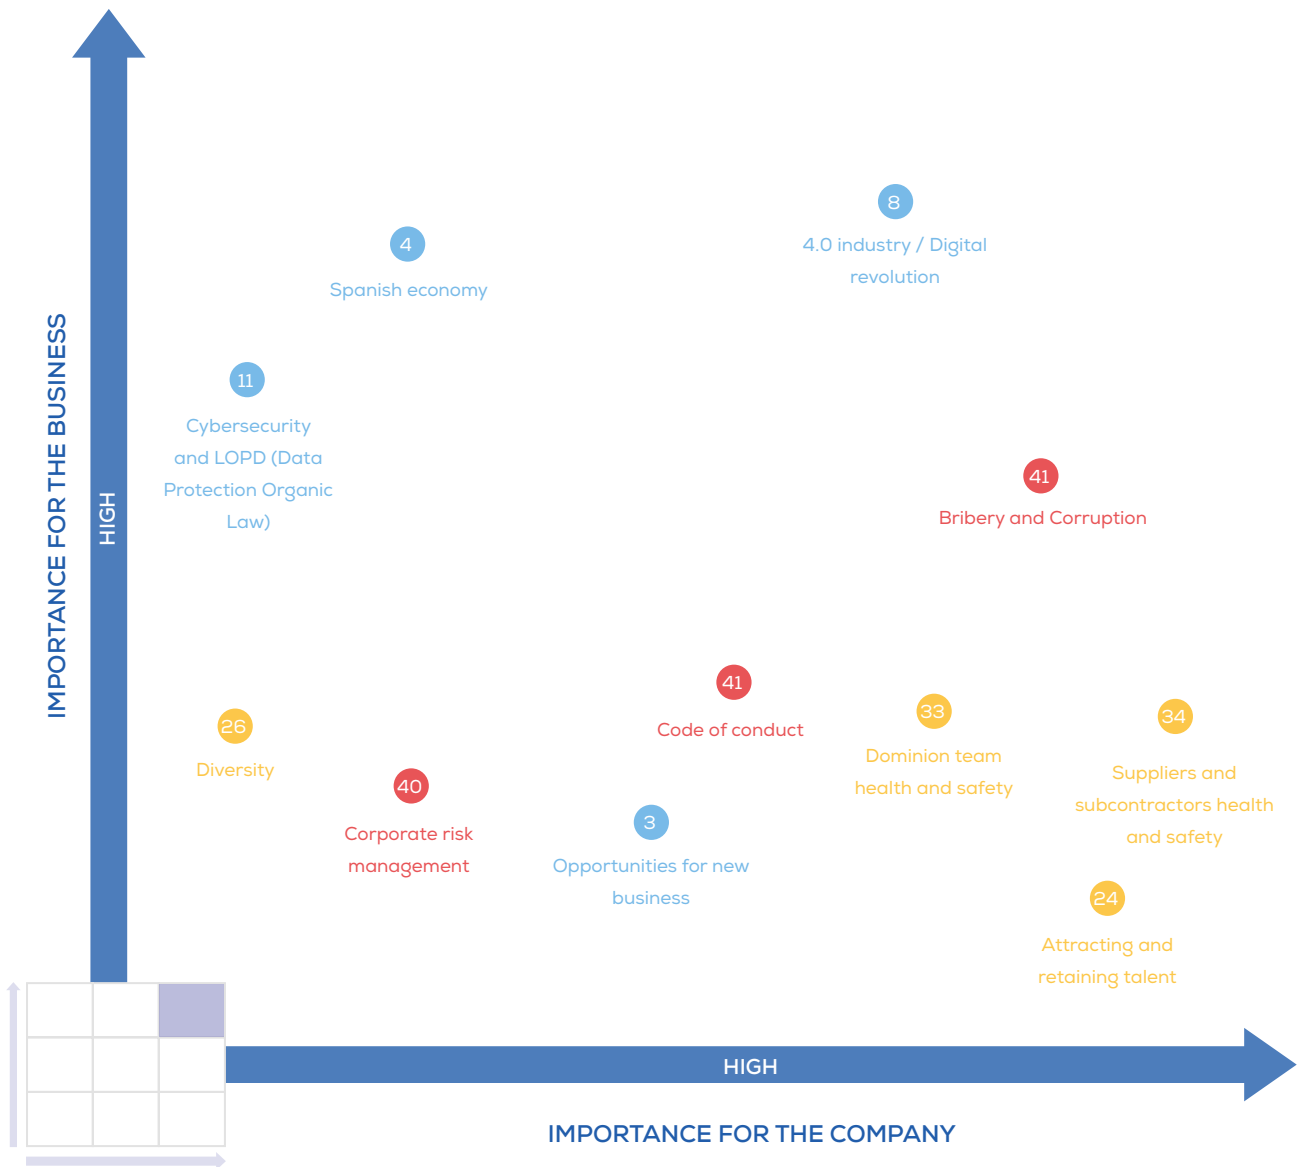 8
4.0 industry / Digital
revolution
4
Spanish economy
11
Cybersecurity
and LOPD (Data
Protection Organic
Law)
41
Bribery and Corruption
41
Code of conduct
33
Dominion team
health and safety
34
Suppliers and
subcontractors health
and safety
26
Diversity
40
Corporate risk
management
3
Opportunities for new
business
24
Attracting and
retaining talent
IMPORTANCE FOR THE BUSINESS
HIGH
HIGH
IMPORTANCE FOR THE COMPANY